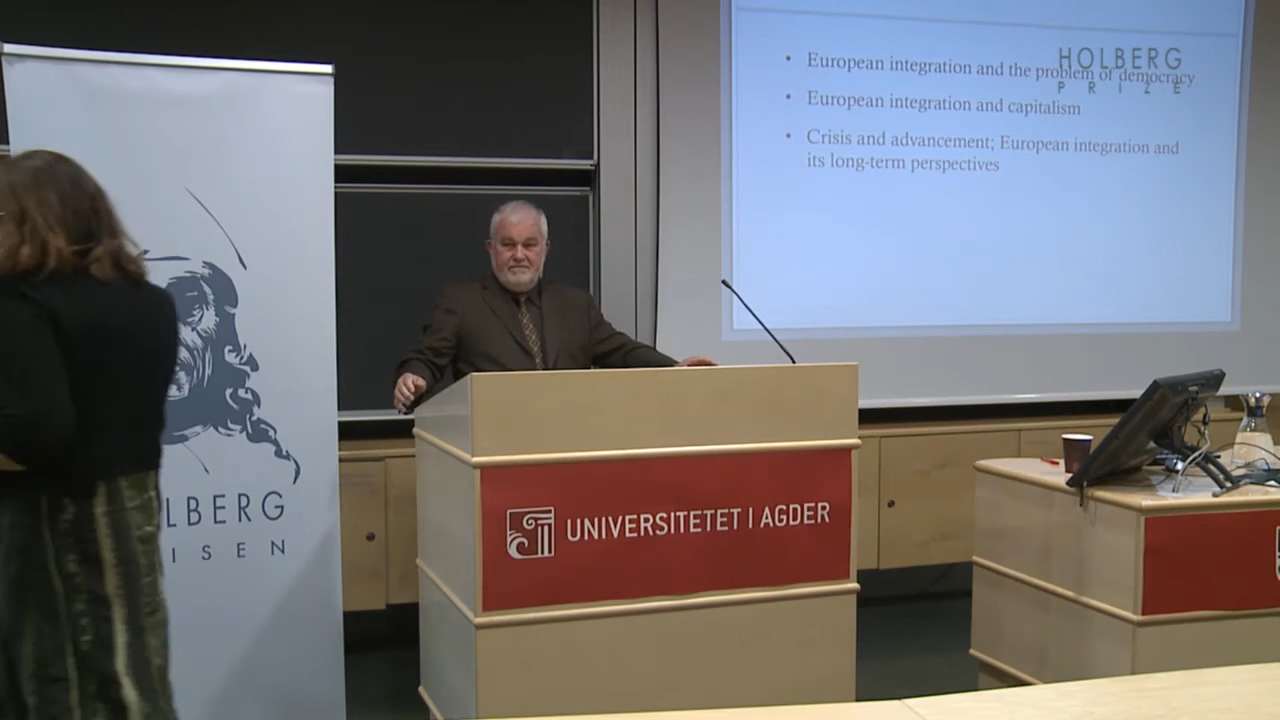 • European integration and the problem of democracy
• European integration and capitalism
• Crisis and advancement; European integration and
its long-term perspectives
HOLBERG
PRIZE
LBERG
ISEN
UNIVERSITETET I AGDER